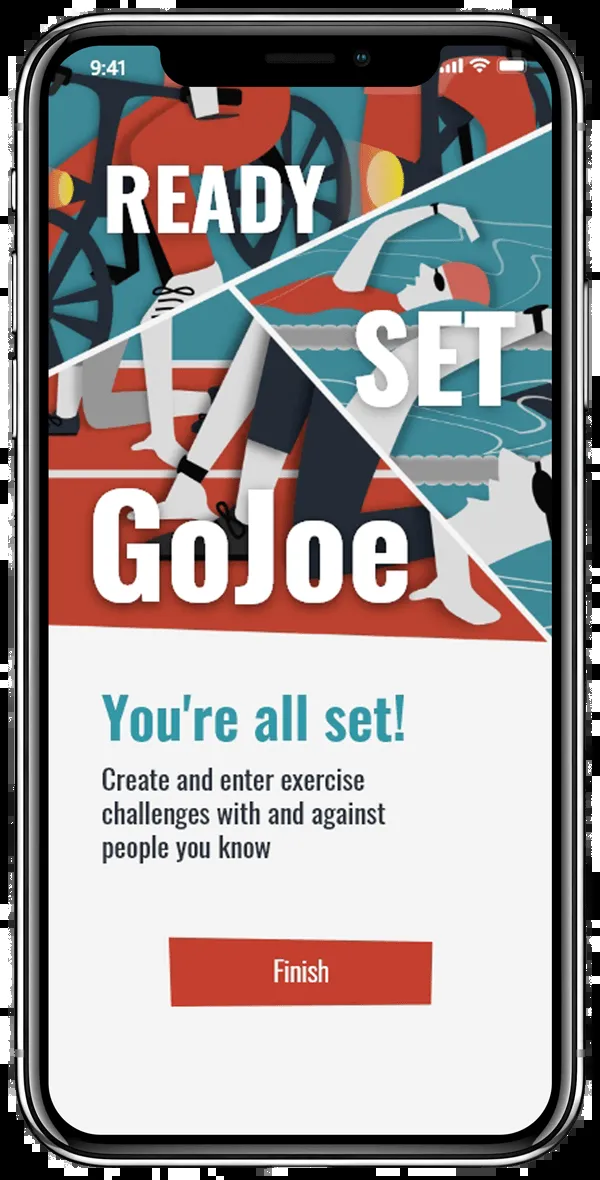 9:41
READY
SET
GoJoe
You're all set!
Create and enter exercise
challenges with and against
people you know
Finish